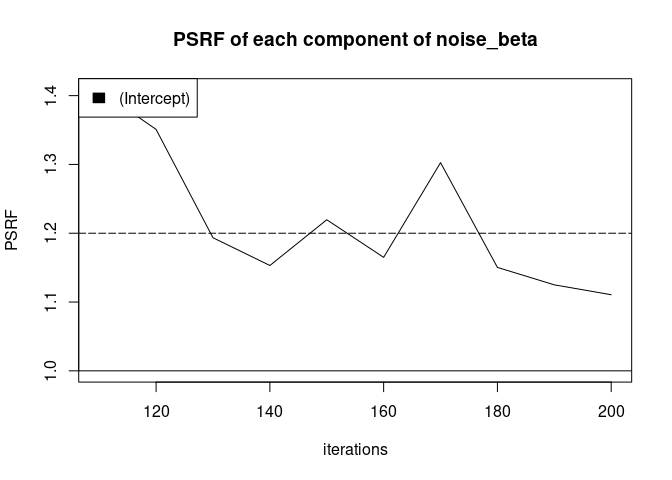 PSRF of each component of noise_beta
(Intercept)
PSRF
1.4
1.3
1.2
1.1
1.0
120 140 160 180 200
iterations